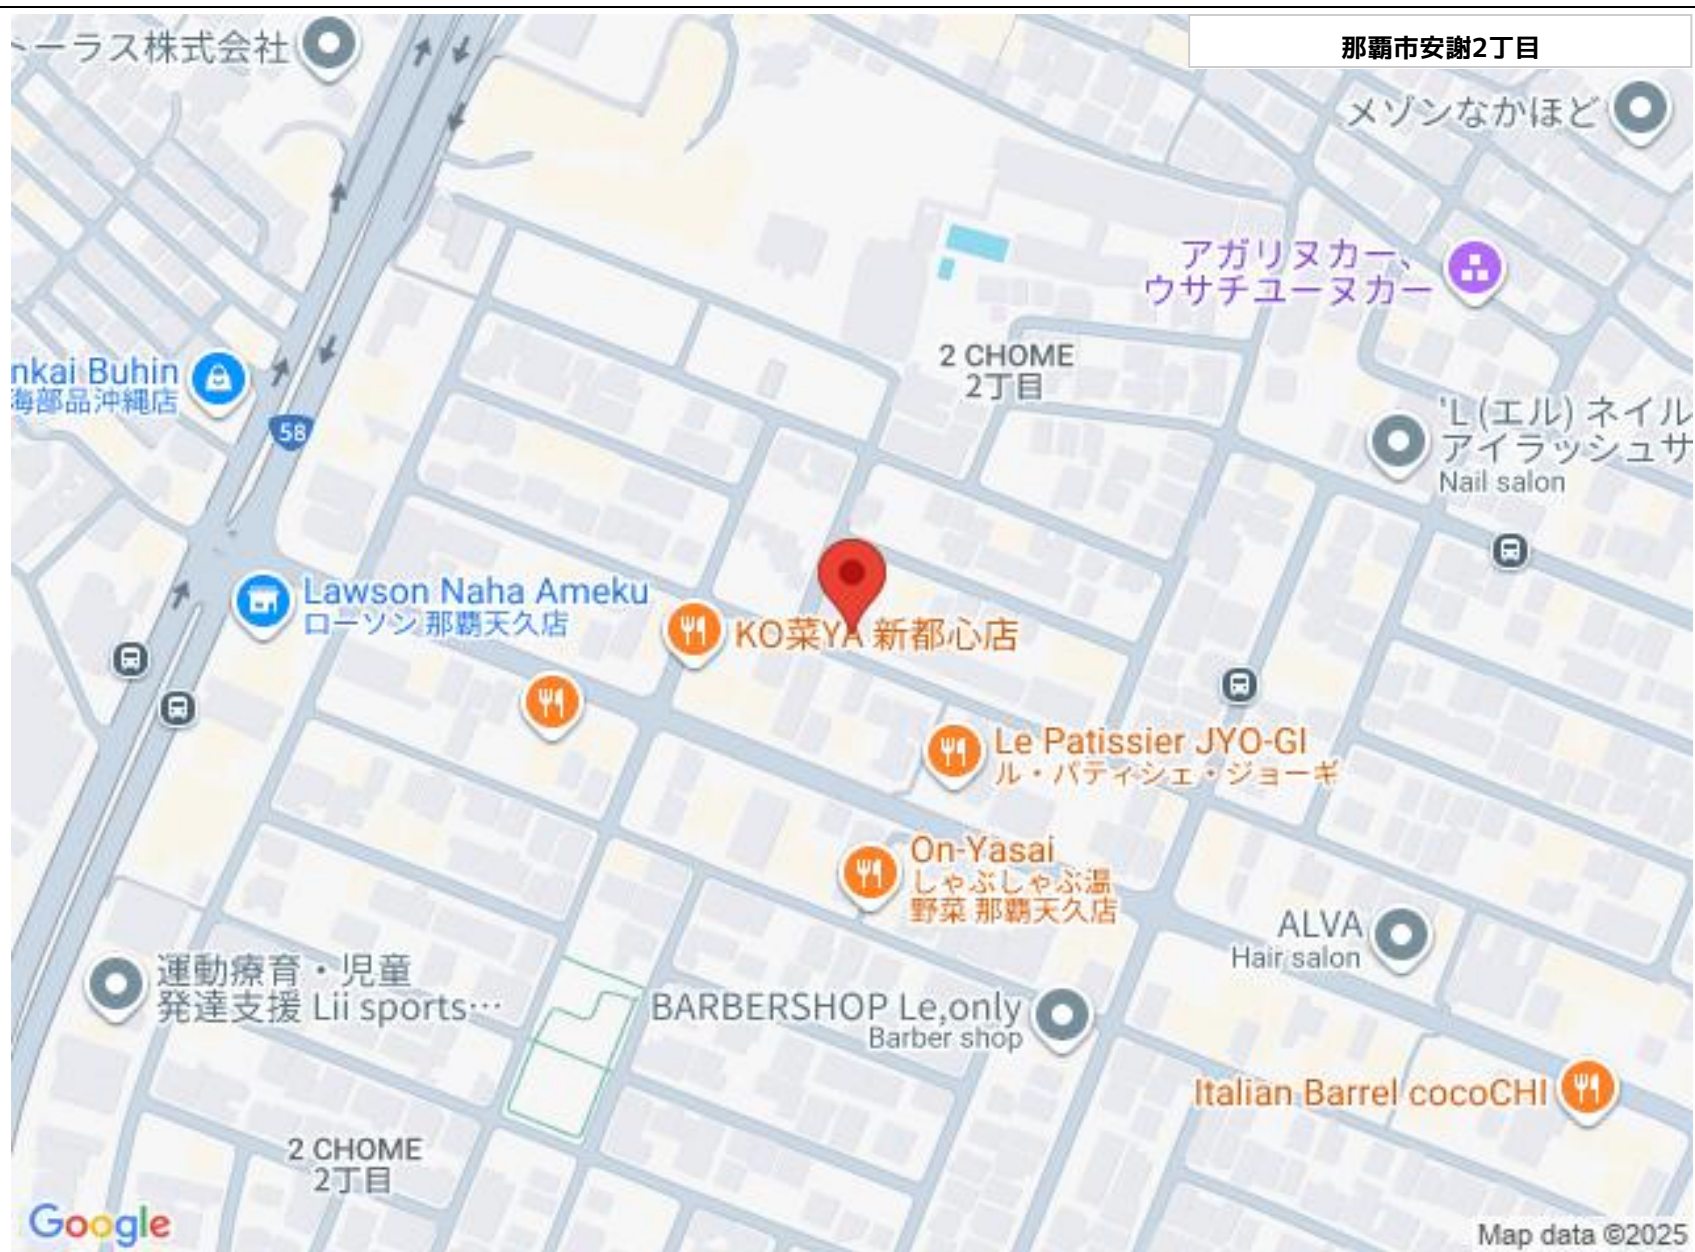 那覇市安謝2丁目
トーラス株式会社
メゾンなかほど
アガリヌカー、
ウサチユーヌカー
2 CHOME
2丁目
nkai Buhin
海部品沖縄店
58
'L (エル) ネイル
アイラッシュサ
Nail salon
Lawson Naha Ameku
ローソン 那覇天久店
KO菜YA 新都心店
Le Patissier JYO-GI
ル・パティシェ・ジョーギ
On-Yasai
しゃぶしゃぶ温
野菜 那覇天久店
ALVA
Hair salon
運動療育・児童
発達支援 Lii sports…
BARBERSHOP Le,only
Barber shop
Italian Barrel cocoCHI
2 CHOME
2丁目
Google
Map data ©2025